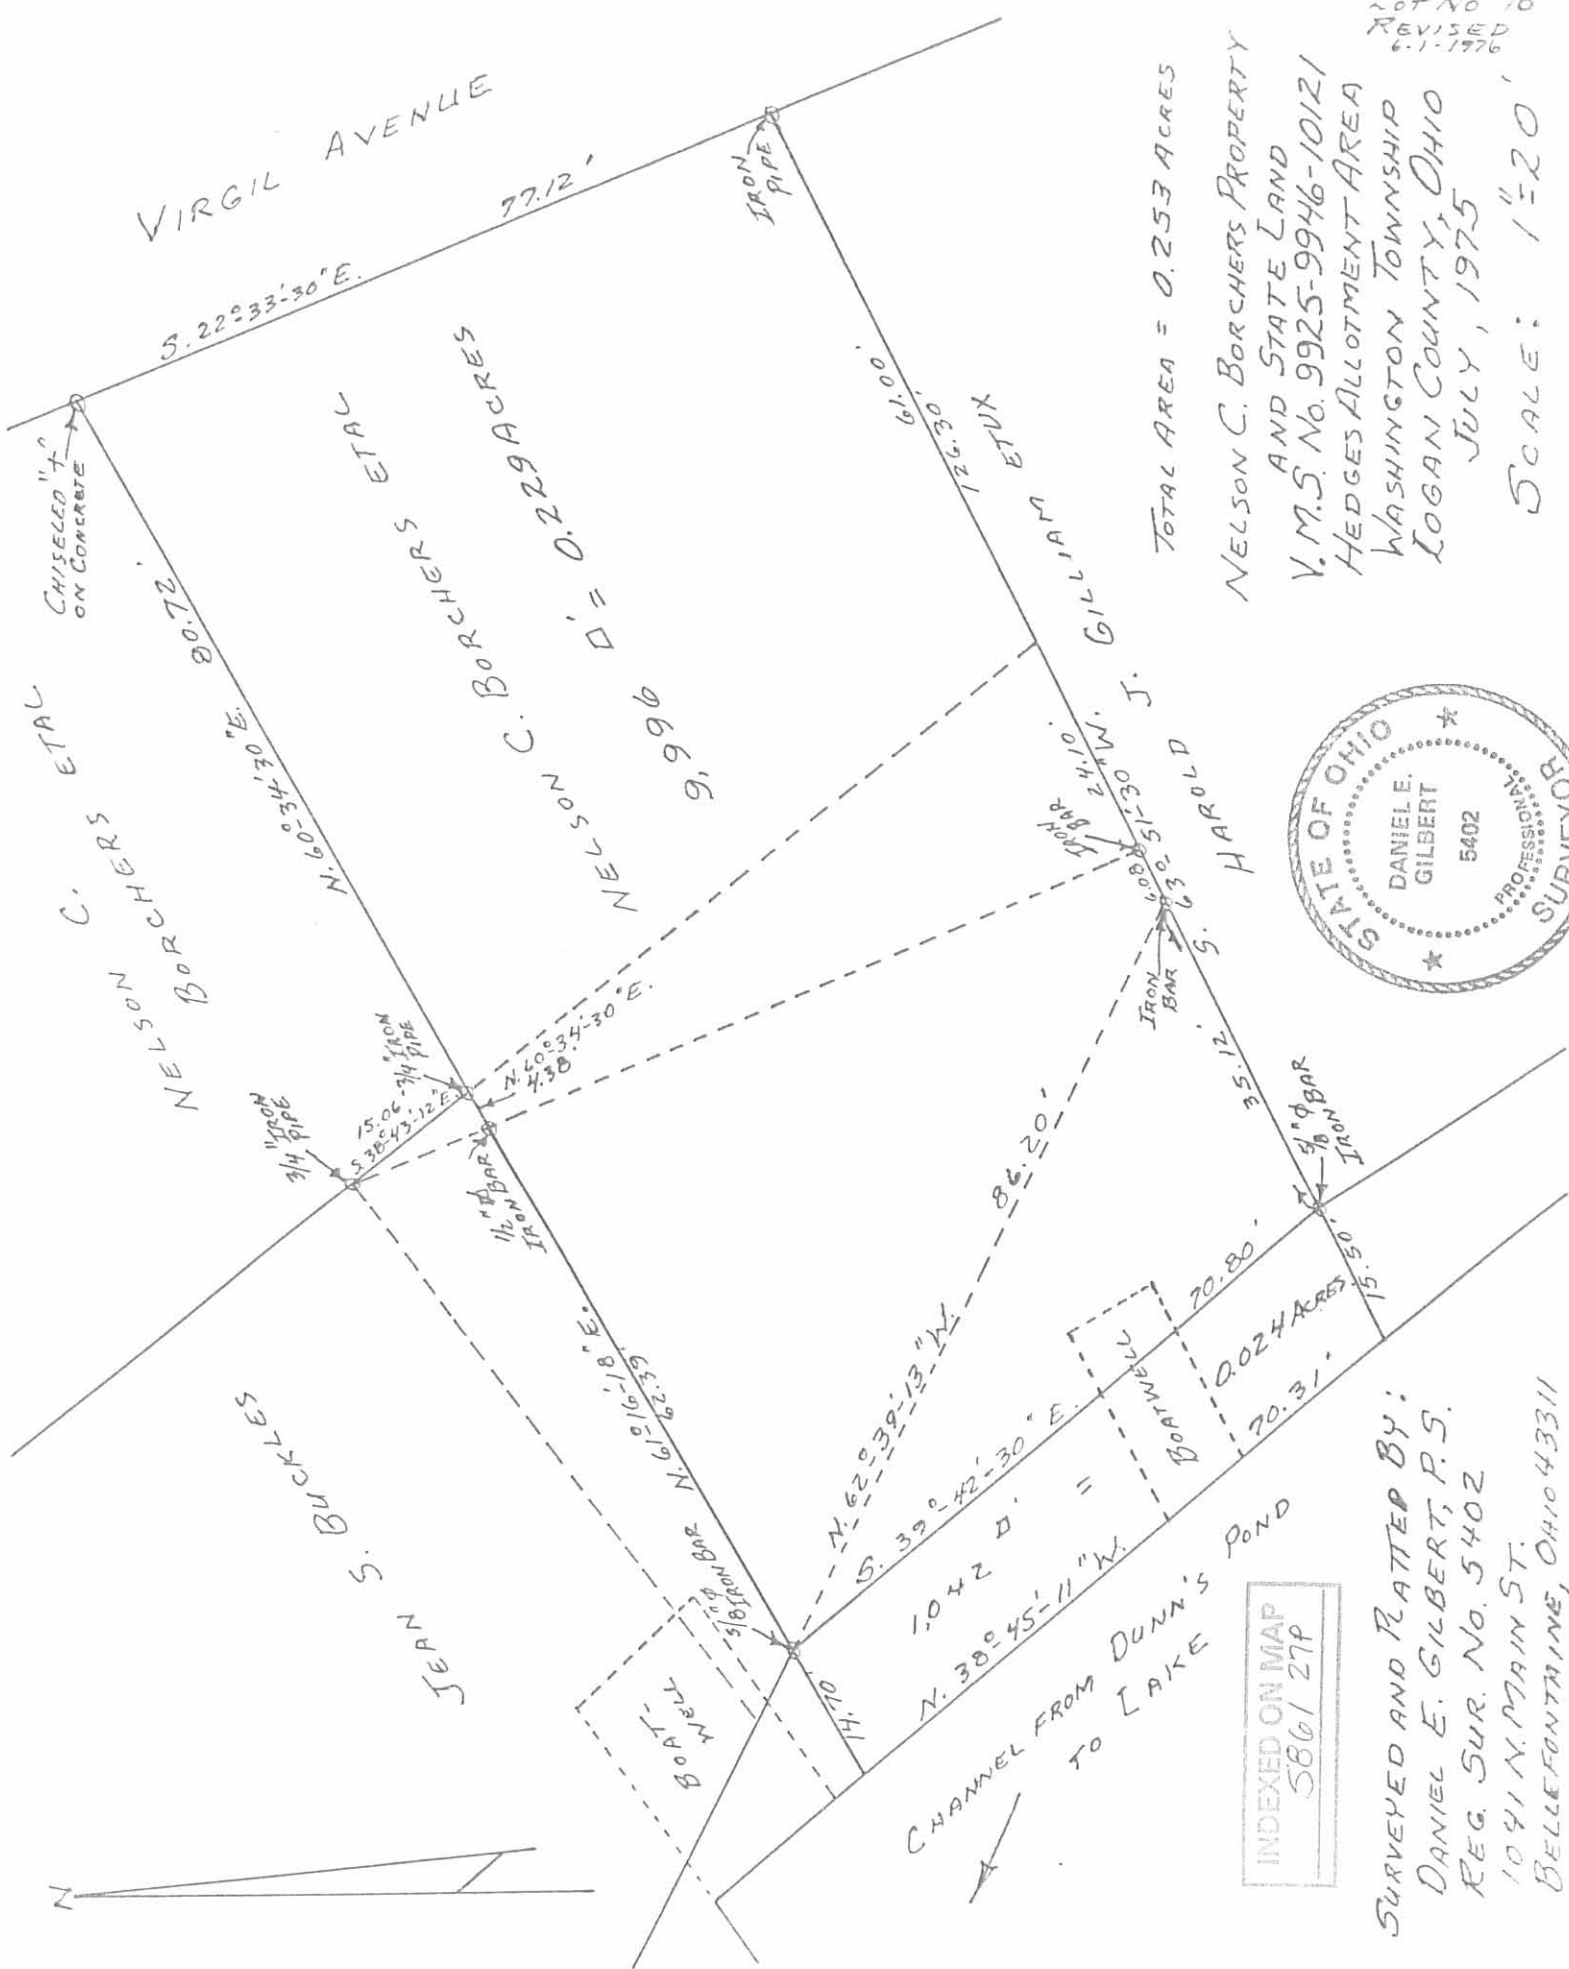 LOT NO 10
REVISED
6-1-1976
VIRGIL AVENUE
77.12'
S. 22°-33'-30" E.
CHISELED "+"
ON CONCRETE
IRON
PIPE
80.72'
N. 60°-34'-30" E.
NELSON C. ETAL
BORCHERS
NELSON C. BORCHERS ETAL
9,996 □' = 0.229 ACRES
61.00'
126.30'
24.10'
S. 63°-51'-30" W.
6.08
35.12'
HAROLD J. GILLIAM ETUX
IRON
BAR
IRON
BAR
3/4" IRON
PIPE
15.06 - 3/4" IRON
PIPE
S 38°-43'-12" E.
N. 60°-34'-30" E.
4.38'
1/2" Φ
IRON BAR
N. 61°-16'-18" E.
62.39'
JEAN S. BUCKLES
BOAT-
WELL
5/8" Φ
IRON BAR
14.70'
86.20'
N. 62°-39'-13" W.
S. 39°-42'-30" E.
70.80'
5/8" Φ BAR
IRON
15.50'
BOATWELL
1,042 □' = 0.024 ACRES
N. 38°-45'-11" W.
70.31'
CHANNEL FROM DUNN'S POND
TO LAKE
N
TOTAL AREA = 0.253 ACRES
NELSON C. BORCHERS PROPERTY
AND STATE LAND
V.M.S. No. 9925-9946-10121
HEDGES ALLOTMENT AREA
WASHINGTON TOWNSHIP
LOGAN COUNTY, OHIO
JULY, 1975
SCALE: 1"=20'
STATE OF OHIO
DANIEL E.
GILBERT
5402
PROFESSIONAL
SURVEYOR
INDEXED ON MAP
5861 27P
SURVEYED AND PLATTED BY:
DANIEL E. GILBERT, P.S.
REG. SUR. No. 5402
1041 N. MAIN ST.
BELLEFONTAINE, OHIO 43311